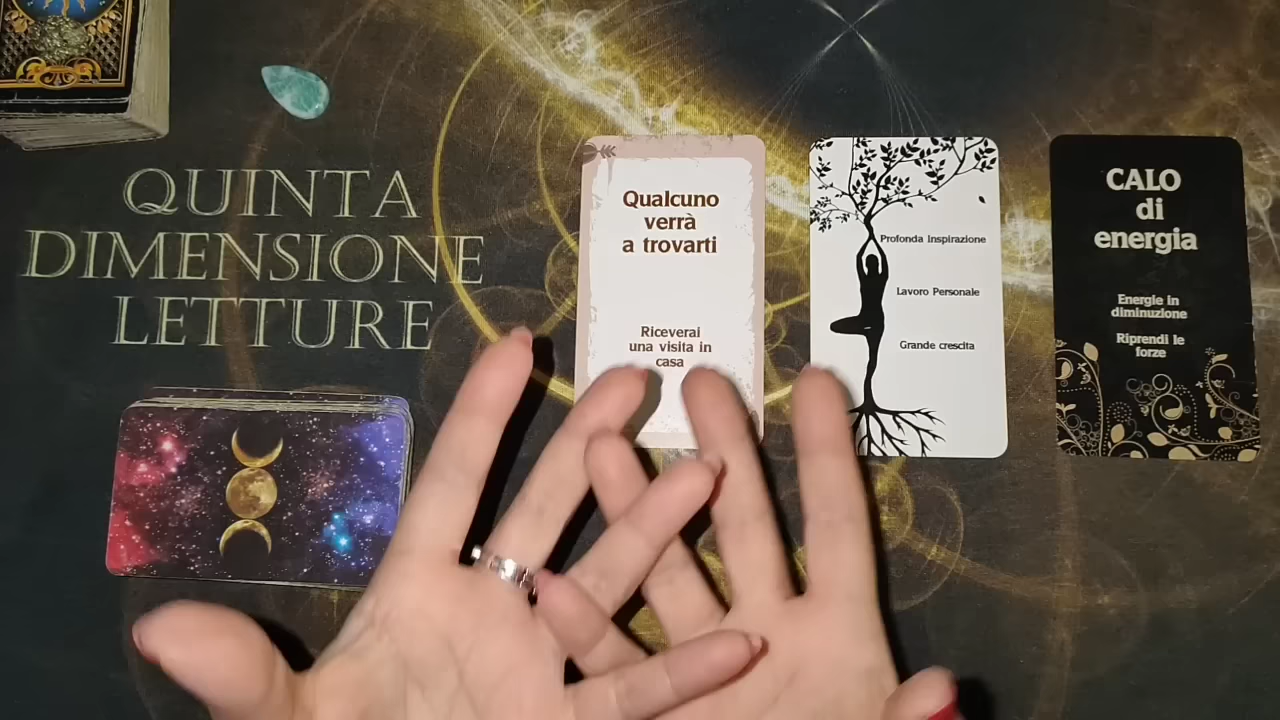 QUINTA
DIMENSIONE
LETTURE
Qualcuno
verrà
a trovarti
Riceverai
una visita in
casa
Profonda inspirazione
Lavoro Personale
Grande crescita
CALO
di
energia
Energie in
diminuzione
Riprendi le
forze